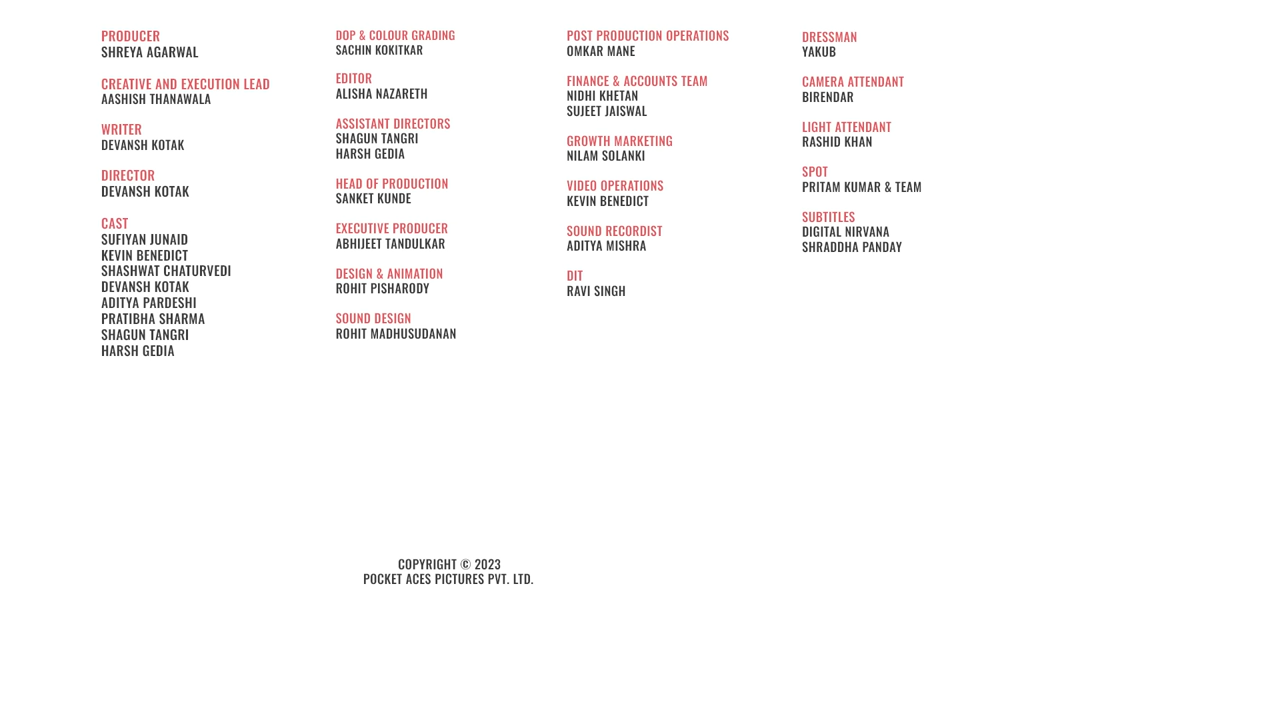 PRODUCER
SHREYA AGARWAL
CREATIVE AND EXECUTION LEAD
AASHISH THANAWALA
WRITER
DEVANSH KOTAK
DIRECTOR
DEVANSH KOTAK
CAST
SUFIYAN JUNAID
KEVIN BENEDICT
SHASHWAT CHATURVEDI
DEVANSH KOTAK
ADITYA PARDESHI
PRATIBHA SHARMA
SHAGUN TANGRI
HARSH GEDIA
DOP & COLOUR GRADING
SACHIN KOKITKAR
EDITOR
ALISHA NAZARETH
ASSISTANT DIRECTORS
SHAGUN TANGRI
HARSH GEDIA
HEAD OF PRODUCTION
SANKET KUNDE
EXECUTIVE PRODUCER
ABHIJEET TANDULKAR
DESIGN & ANIMATION
ROHIT PISHARODY
SOUND DESIGN
ROHIT MADHUSUDANAN
POST PRODUCTION OPERATIONS
OMKAR MANE
FINANCE & ACCOUNTS TEAM
NIDHI KHETAN
SUJEET JAISWAL
GROWTH MARKETING
NILAM SOLANKI
VIDEO OPERATIONS
KEVIN BENEDICT
SOUND RECORDIST
ADITYA MISHRA
DIT
RAVI SINGH
DRESSMAN
YAKUB
CAMERA ATTENDANT
BIRENDAR
LIGHT ATTENDANT
RASHID KHAN
SPOT
PRITAM KUMAR & TEAM
SUBTITLES
DIGITAL NIRVANA
SHRADDHA PANDAY
COPYRIGHT © 2023
POCKET ACES PICTURES PVT. LTD.